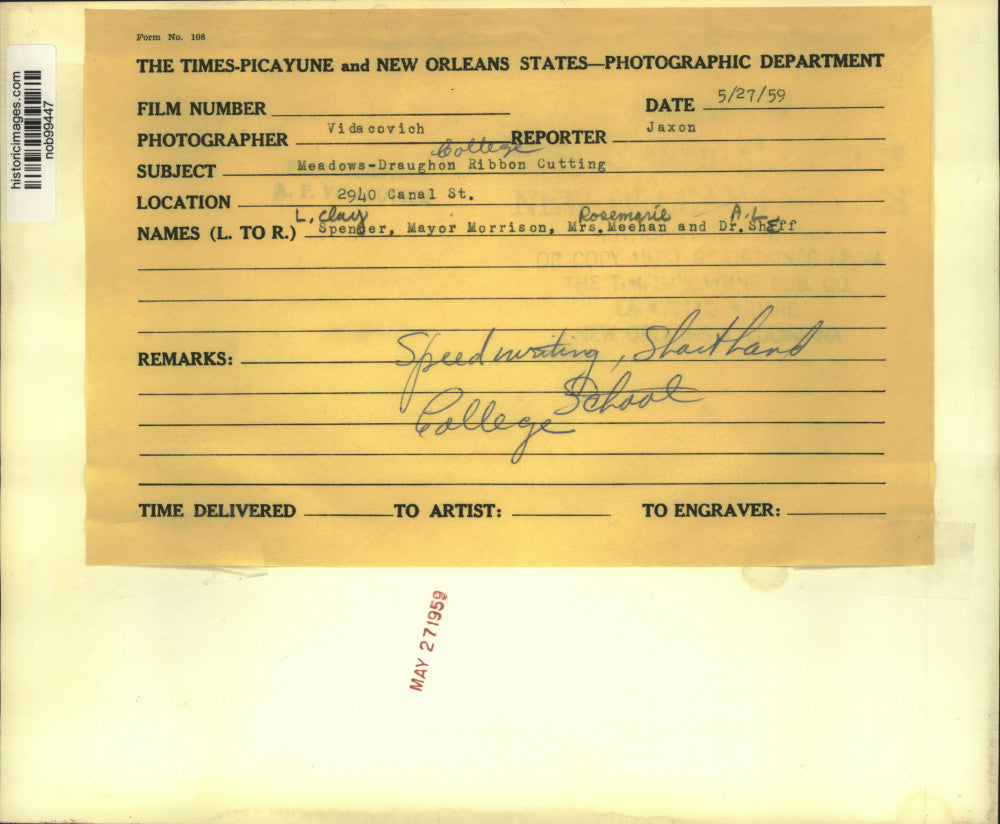 historicimages.com
nob99447
Form No. 108
THE TIMES-PICAYUNE and NEW ORLEANS STATES—PHOTOGRAPHIC DEPARTMENT
FILM NUMBER DATE 5/27/59
PHOTOGRAPHER Vidacovich REPORTER Jaxon
College
SUBJECT Meadows-Draughon Ribbon Cutting
LOCATION 2940 Canal St.
L. Clay Rosemarie A.L.
NAMES (L. TO R.) Spencer, Mayor Morrison, Mrs. Meehan and Dr. Sheff
REMARKS: Speedwriting, Shorthand
School
College
TIME DELIVERED TO ARTIST: TO ENGRAVER:
MAY 27 1959